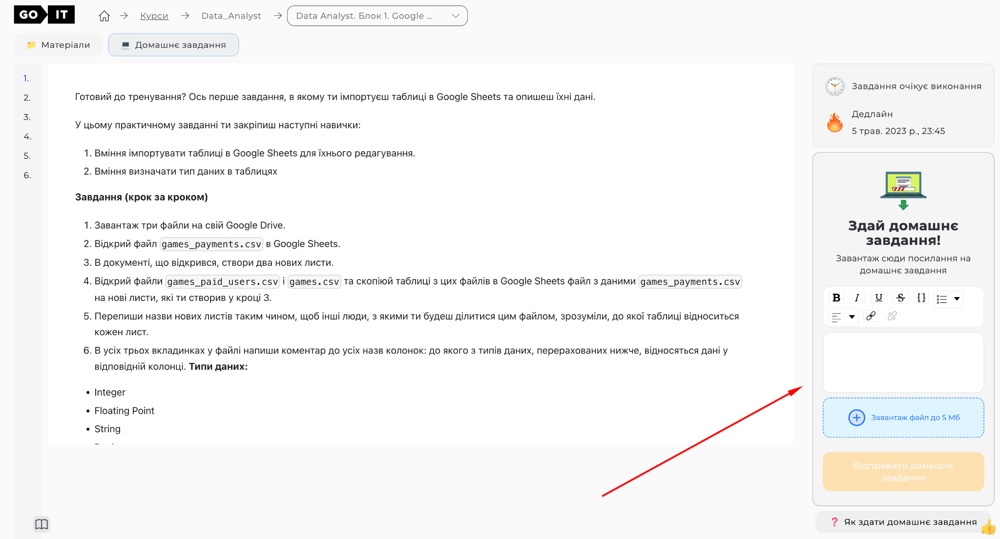 GO IT
Курси
Data_Analyst
Data Analyst. Блок 1. Google ...
Матеріали
Домашнє завдання
1.
2.
3.
4.
5.
6.
Готовий до тренування? Ось перше завдання, в якому ти імпортуєш таблиці в Google Sheets та опишеш їхні дані.
У цьому практичному завданні ти закріпиш наступні навички:
1. Вміння імпортувати таблиці в Google Sheets для їхнього редагування.
2. Вміння визначати тип даних в таблицях
Завдання (крок за кроком)
1. Завантаж три файли на свій Google Drive.
2. Відкрий файл games_payments.csv в Google Sheets.
3. В документі, що відкрився, створи два нових листи.
4. Відкрий файли games_paid_users.csv і games.csv та скопіюй таблиці з цих файлів в Google Sheets файл з даними games_payments.csv
на нові листи, які ти створив у кроці 3.
5. Перепиши назви нових листів таким чином, щоб інші люди, з якими ти будеш ділитися цим файлом, зрозуміли, до якої таблиці відноситься
кожен лист.
6. В усіх трьох вкладинках у файлі напиши коментар до усіх назв колонок: до якого з типів даних, перерахованих нижче, відносяться дані у
відповідній колонці. Типи даних:
• Integer
• Floating Point
• String
Завдання очікує виконання
Дедлайн
5 трав. 2023 р., 23:45
Здай домашнє
завдання!
Завантаж сюди посилання на
домашнє завдання
B I U S {}
Завантаж файл до 5 Мб
Відправити домашнє
завдання
Як здати домашнє завдання